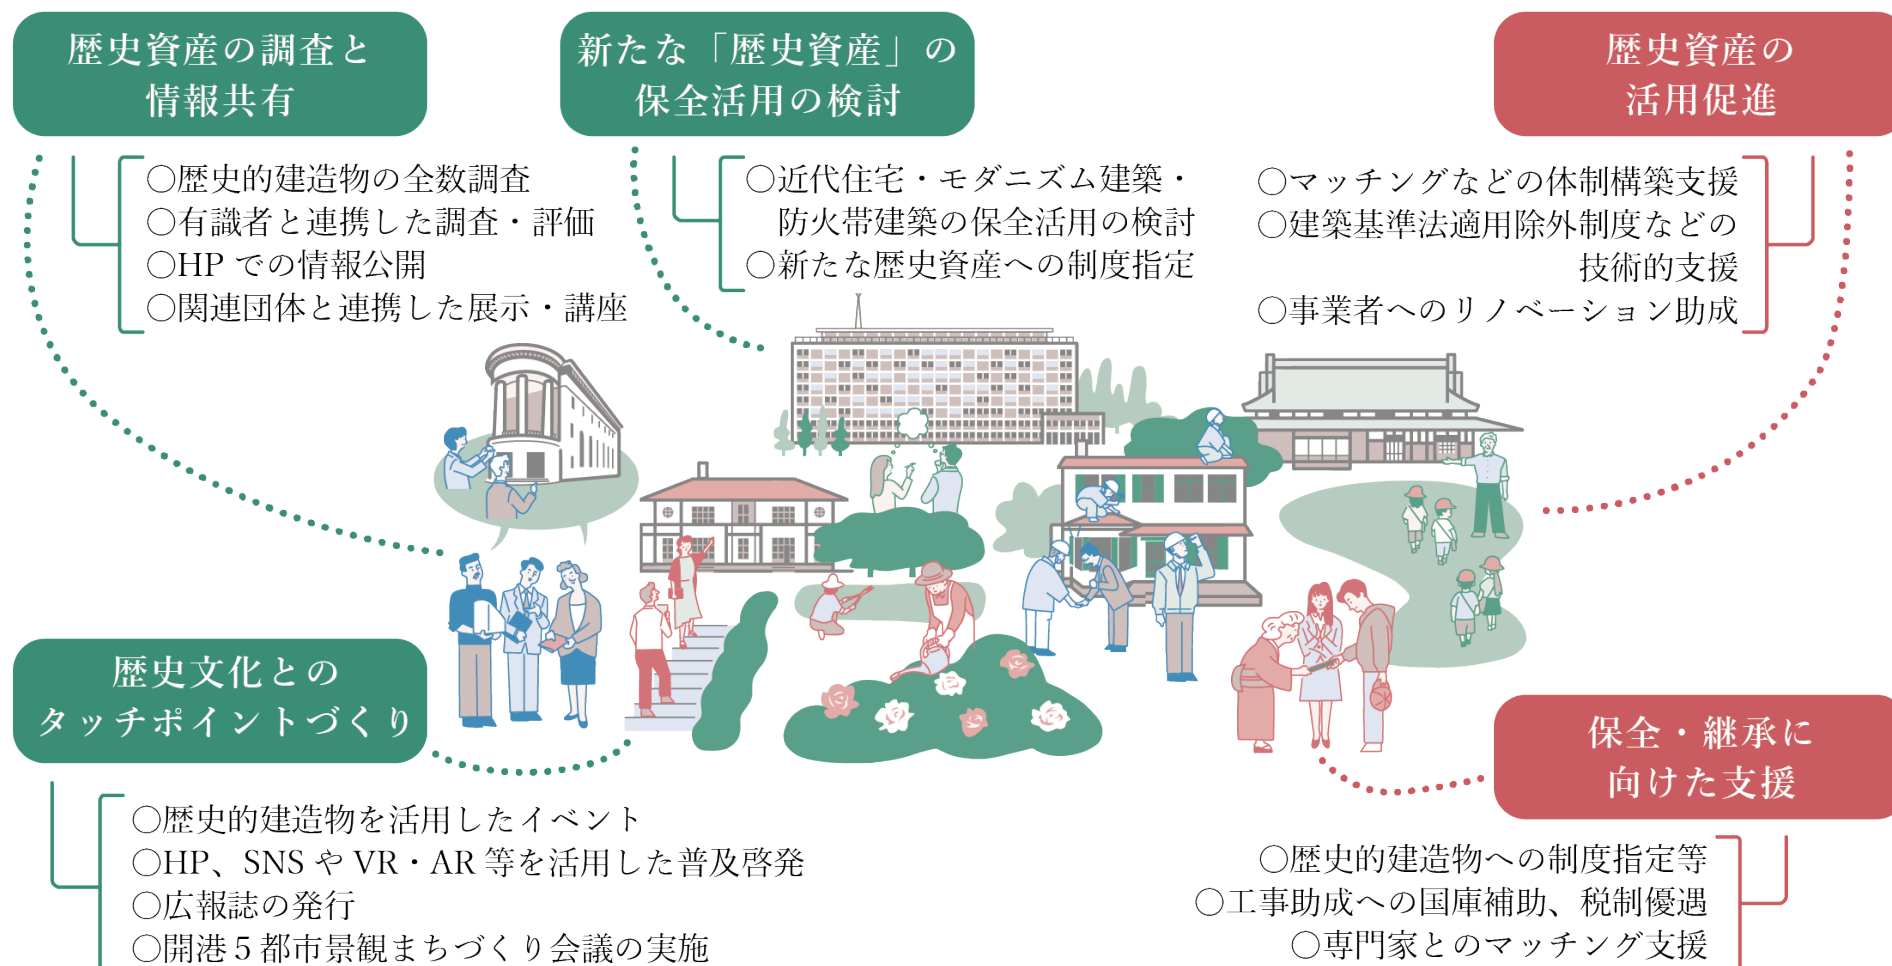 歴史資産の調査と
情報共有
○歴史的建造物の全数調査
○有識者と連携した調査・評価
○HP での情報公開
○関連団体と連携した展示・講座
新たな「歴史資産」の
保全活用の検討
○近代住宅・モダニズム建築・
防火帯建築の保全活用の検討
○新たな歴史資産への制度指定
歴史資産の
活用促進
○マッチングなどの体制構築支援
○建築基準法適用除外制度などの
技術的支援
○事業者へのリノベーション助成
歴史文化との
タッチポイントづくり
○歴史的建造物を活用したイベント
○HP、SNS や VR・AR 等を活用した普及啓発
○広報誌の発行
○開港５都市景観まちづくり会議の実施
保全・継承に
向けた支援
○歴史的建造物への制度指定等
○工事助成への国庫補助、税制優遇
○専門家とのマッチング支援